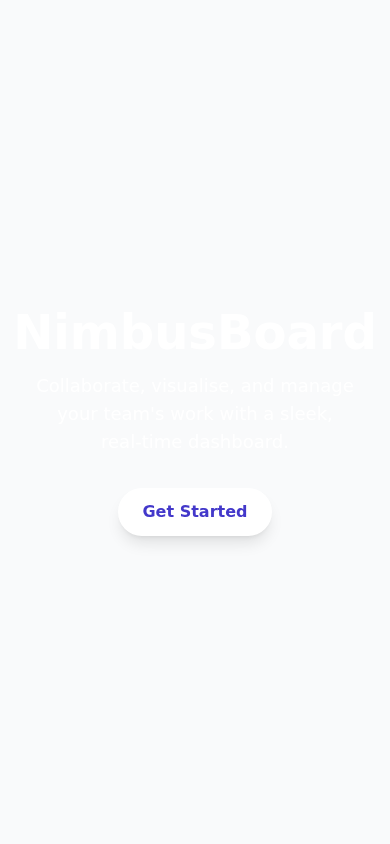 NimbusBoard
Collaborate, visualise, and manage
your team's work with a sleek,
real-time dashboard.
Get Started